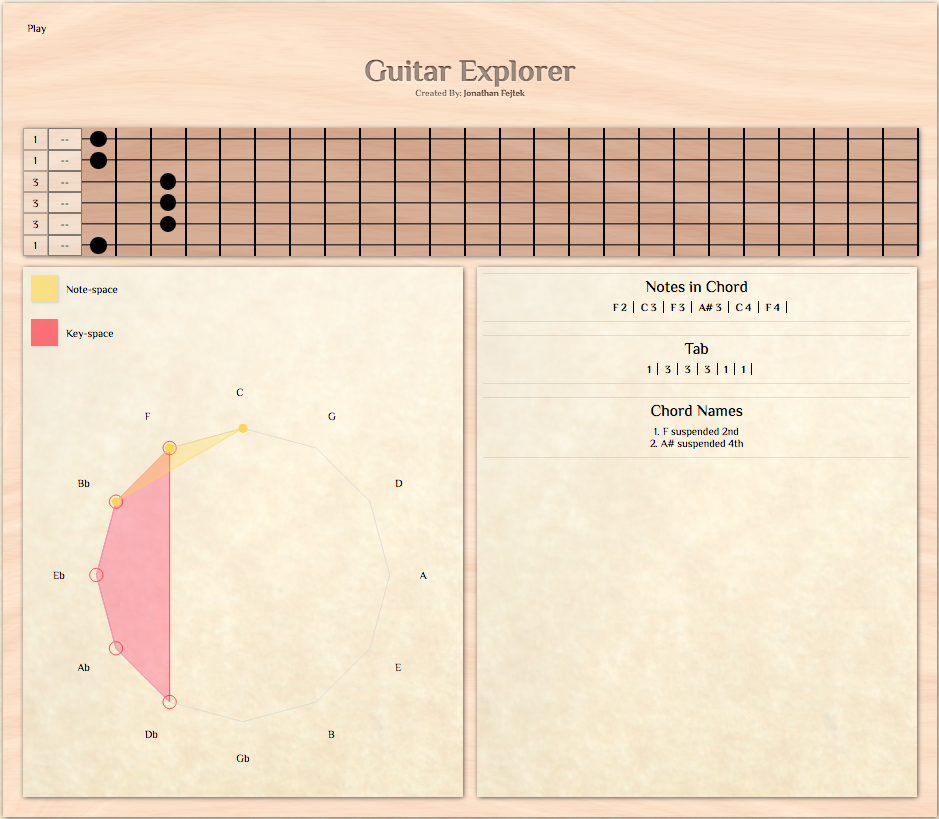 Play
Guitar Explorer
Created By: Jonathan Fejtek
1 --
1 --
3 --
3 --
3 --
1 --
Note-space
Key-space
C
F G
Bb D
Eb A
Ab E
Db B
Gb
Notes in Chord
F 2 | C 3 | F 3 | A# 3 | C 4 | F 4 |
Tab
1 | 3 | 3 | 3 | 1 | 1 |
Chord Names
1. F suspended 2nd
2. A# suspended 4th